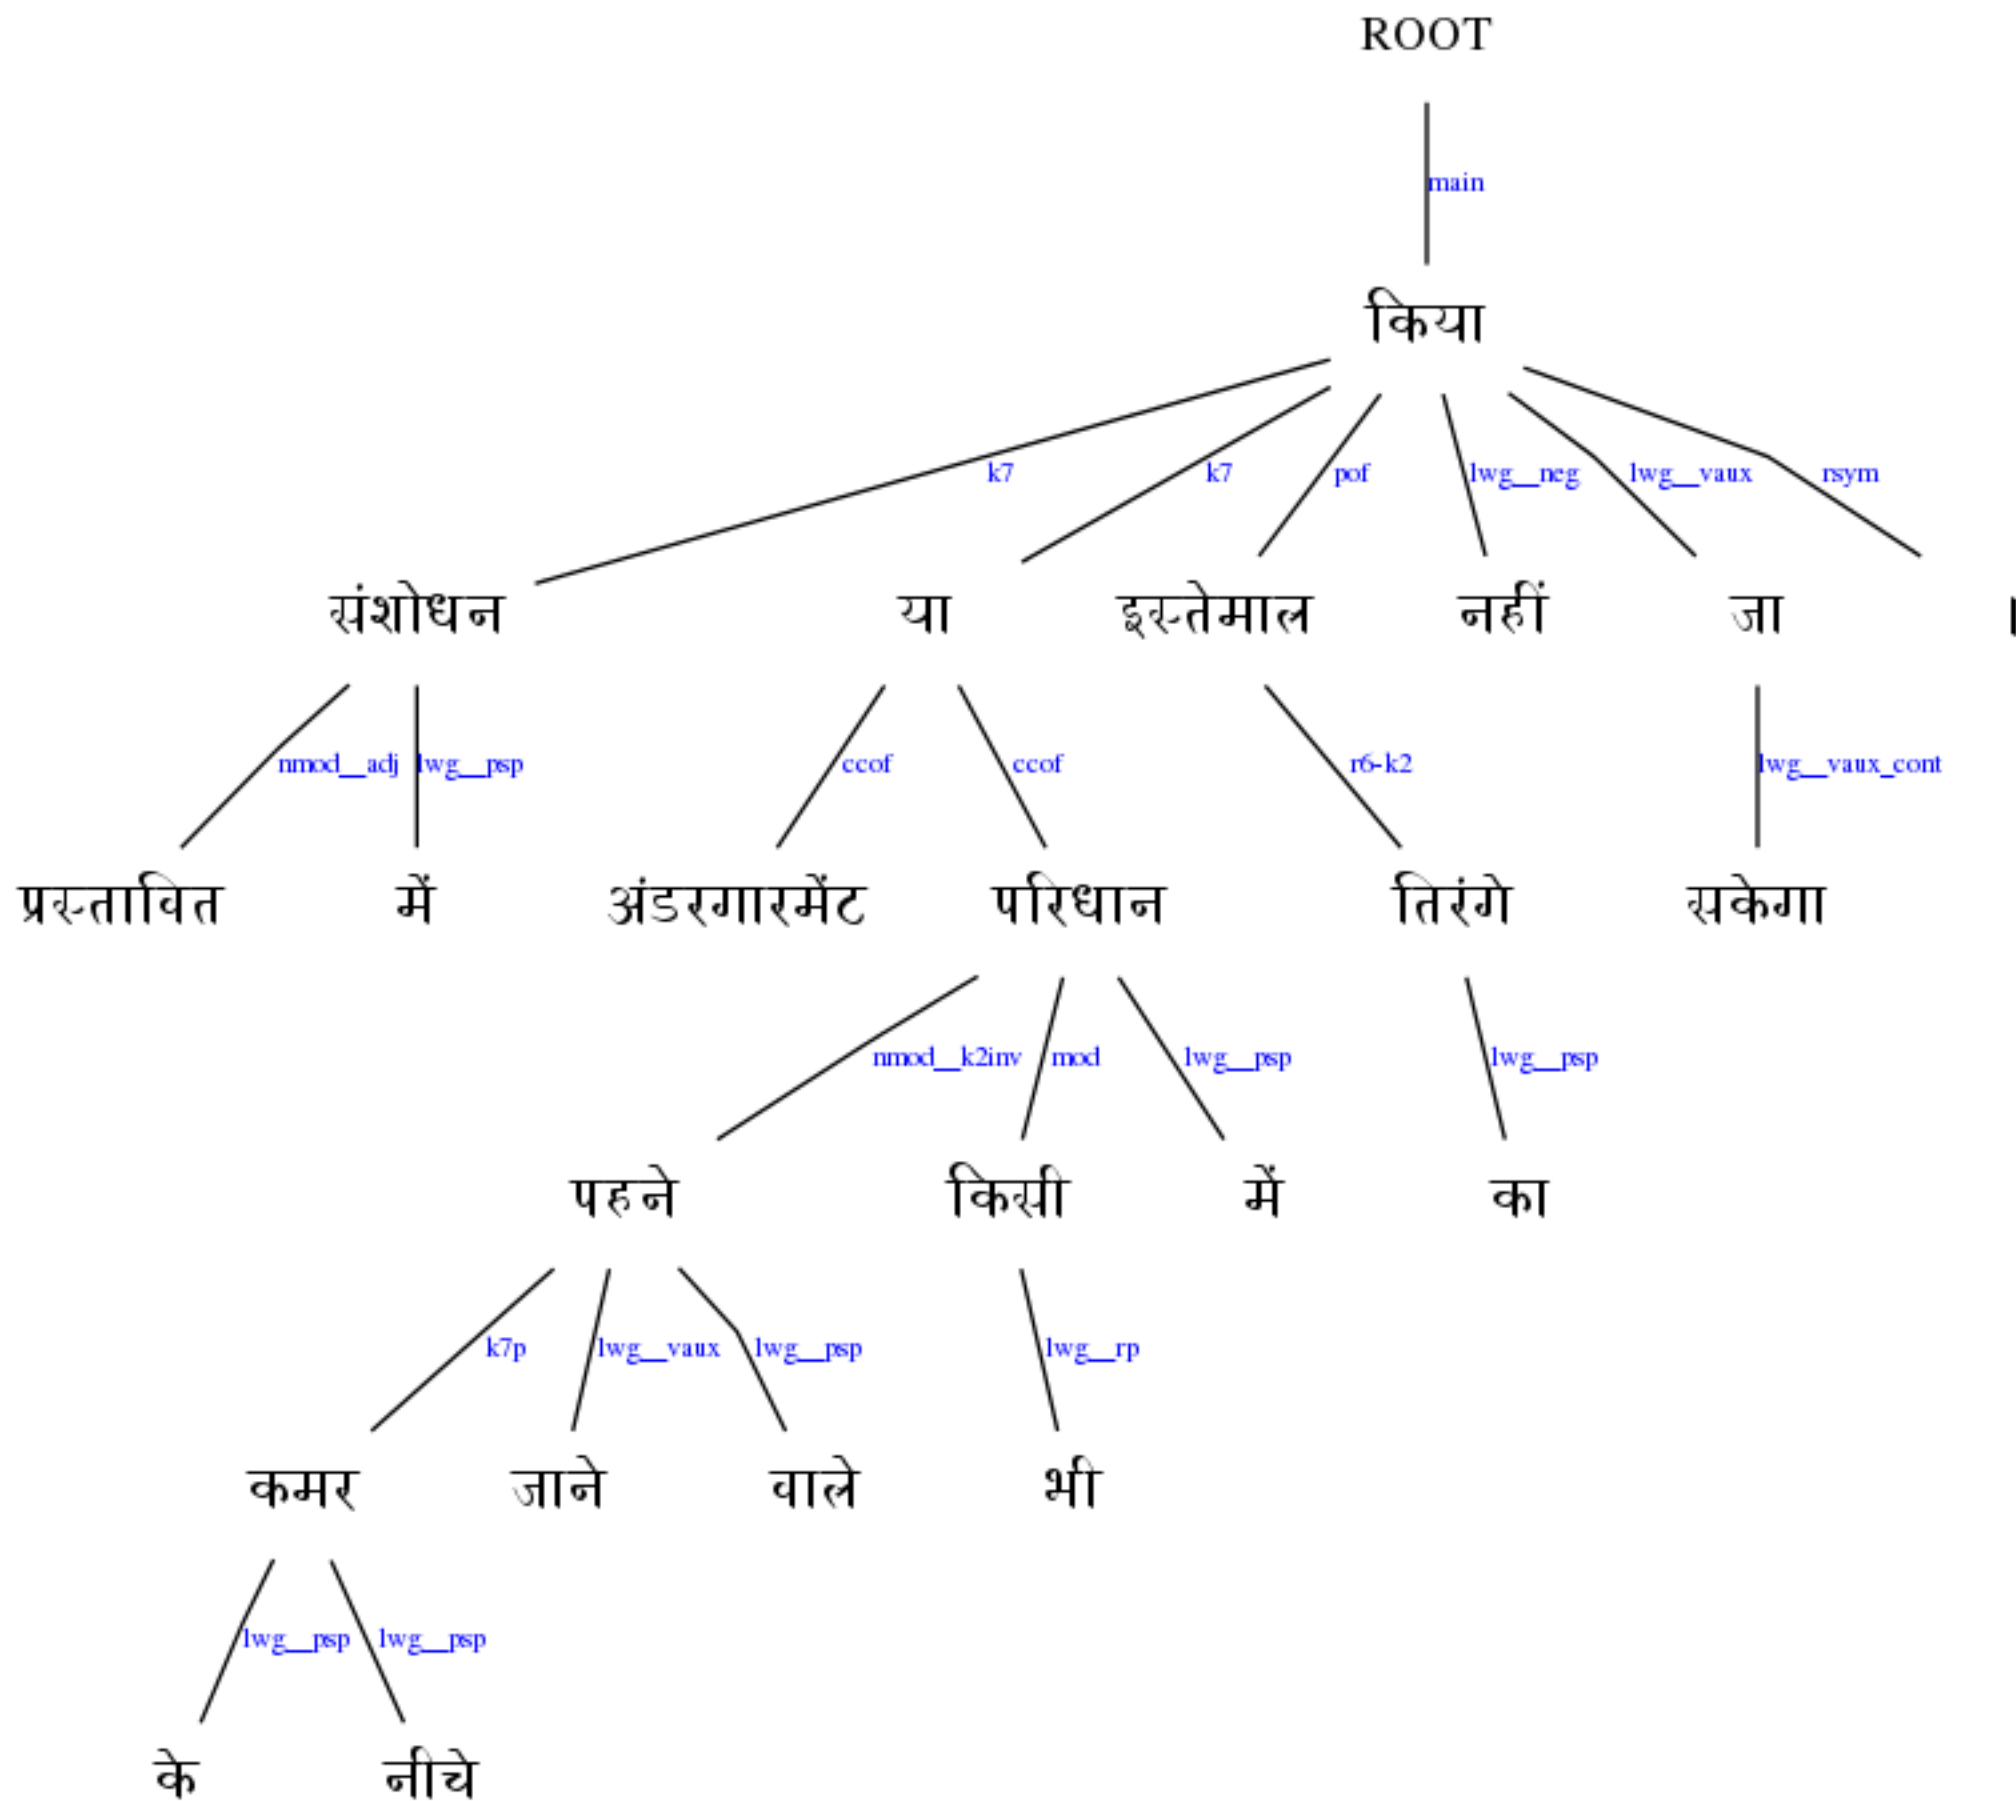 ROOT
main
किया
k7 k7 pof lwg__neg lwg__vaux rsym
संशोधन या इस्तेमाल नहीं जा ।
nmod__adj lwg__psp ccof ccof r6-k2 lwg__vaux_cont
प्रस्तावित में अंडरगारमेंट परिधान तिरंगे सकेगा
nmod__k2inv mod lwg__psp lwg__psp
पहने किसी में का
k7p lwg__vaux lwg__psp lwg__rp
कमर जाने वाले भी
lwg__psp lwg__psp
के नीचे